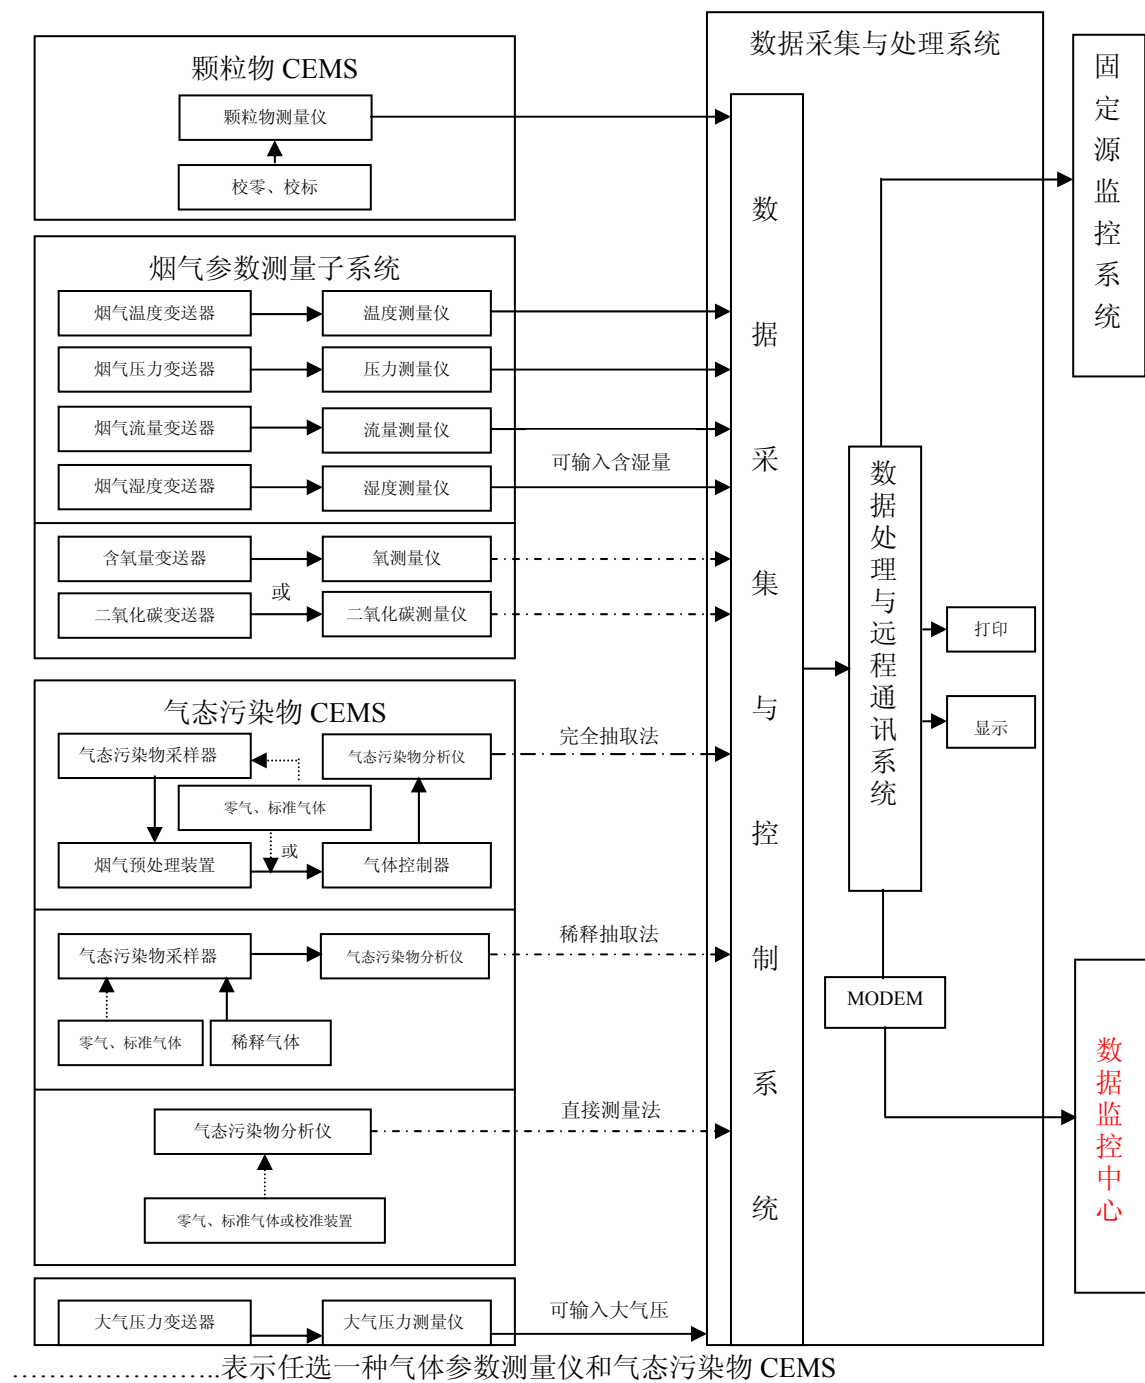 数据采集与处理系统
颗粒物 CEMS
颗粒物测量仪
校零、校标
烟气参数测量子系统
烟气温度变送器
温度测量仪
烟气压力变送器
压力测量仪
烟气流量变送器
流量测量仪
可输入含湿量
烟气湿度变送器
湿度测量仪
含氧量变送器
氧测量仪
或
二氧化碳变送器
二氧化碳测量仪
气态污染物 CEMS
完全抽取法
气态污染物采样器
气态污染物分析仪
零气、标准气体
或
烟气预处理装置
气体控制器
稀释抽取法
气态污染物采样器
气态污染物分析仪
零气、标准气体
稀释气体
直接测量法
气态污染物分析仪
零气、标准气体或校准装置
可输入大气压
大气压力变送器
大气压力测量仪
数据采集与控制系统
数据处理与远程通讯系统
打印
显示
MODEM
固定源监控系统
数据监控中心
…………………..表示任选一种气体参数测量仪和气态污染物 CEMS